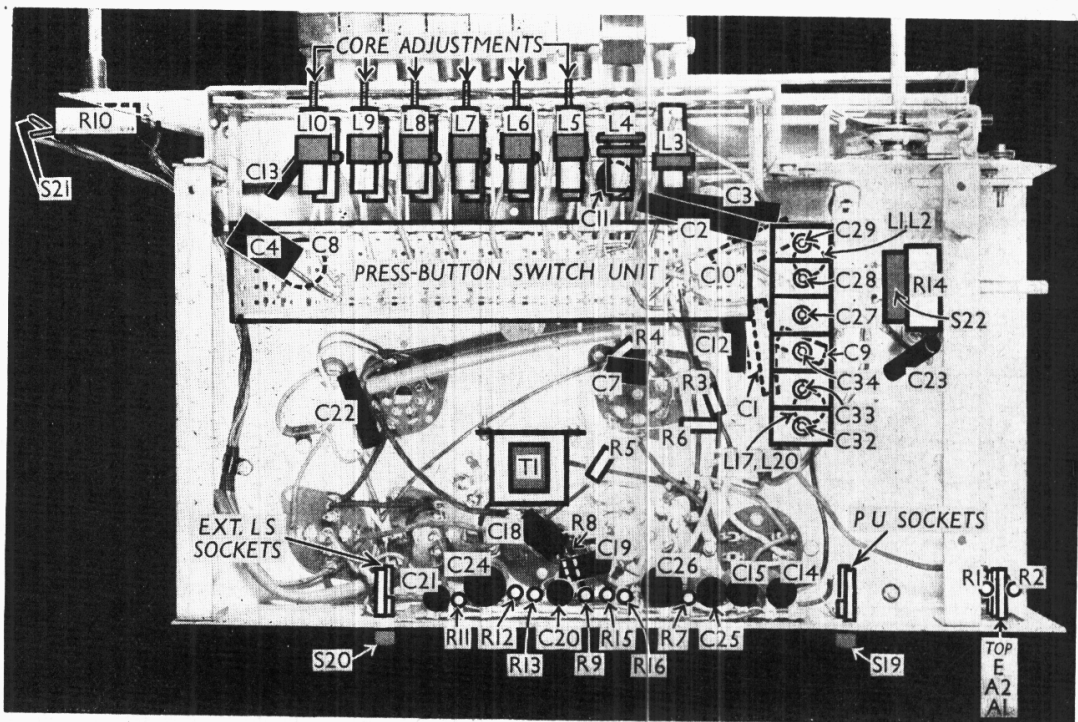 CORE ADJUSTMENTS
R10
L10 L9 L8 L7 L6 L5 L4 L3
S21
C13
C11
C3
C2
C29
L1,L2
C4
C8
PRESS-BUTTON SWITCH UNIT
C10
C28
R14
C27
S22
R4
C12
C9
C7
C34
C23
R3
C1
C33
C22
R6
C32
R5
L17,L20
T1
EXT. LS
SOCKETS
C18
R8
C19
P U SOCKETS
C21
C24
C26
C15
C14
R1
R2
R11
R12
R13
C20
R9
R15
R16
R7
C25
S20
S19
TOP
E
A2
A1